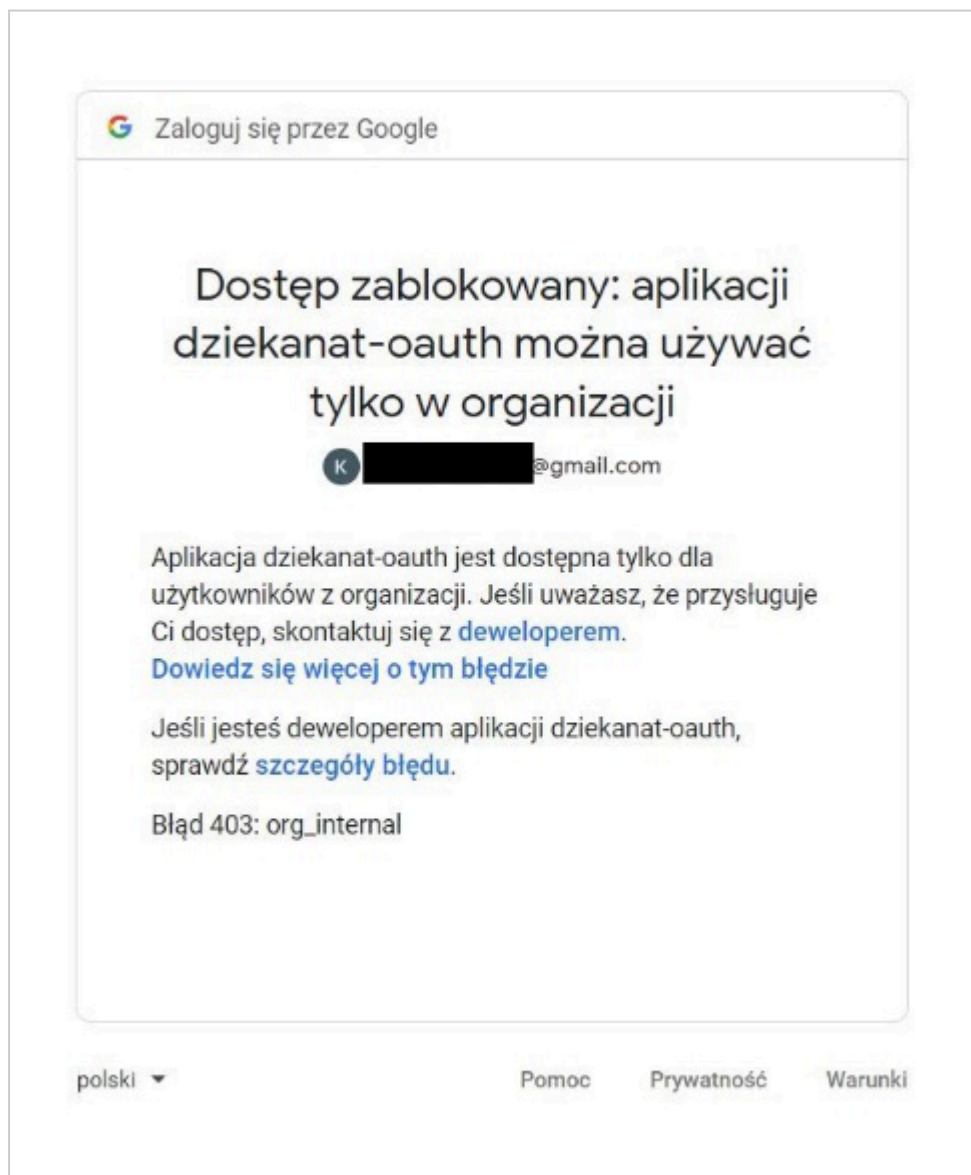 Zaloguj się przez Google
Dostęp zablokowany: aplikacji
dziekanat-oauth można używać
tylko w organizacji
K @gmail.com
Aplikacja dziekanat-oauth jest dostępna tylko dla
użytkowników z organizacji. Jeśli uważasz, że przysługuje
Ci dostęp, skontaktuj się z deweloperem.
Dowiedz się więcej o tym błędzie
Jeśli jesteś deweloperem aplikacji dziekanat-oauth,
sprawdź szczegóły błędu.
Błąd 403: org_internal
polski Pomoc Prywatność Warunki